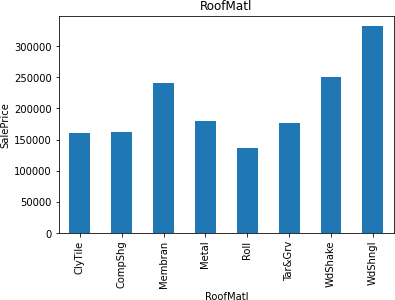 RoofMatl
300000
250000
200000
150000
100000
50000
0
SalePrice
ClyTile
CompShg
Membran
Metal
Roll
Tar&Grv
WdShake
WdShngl
RoofMatl